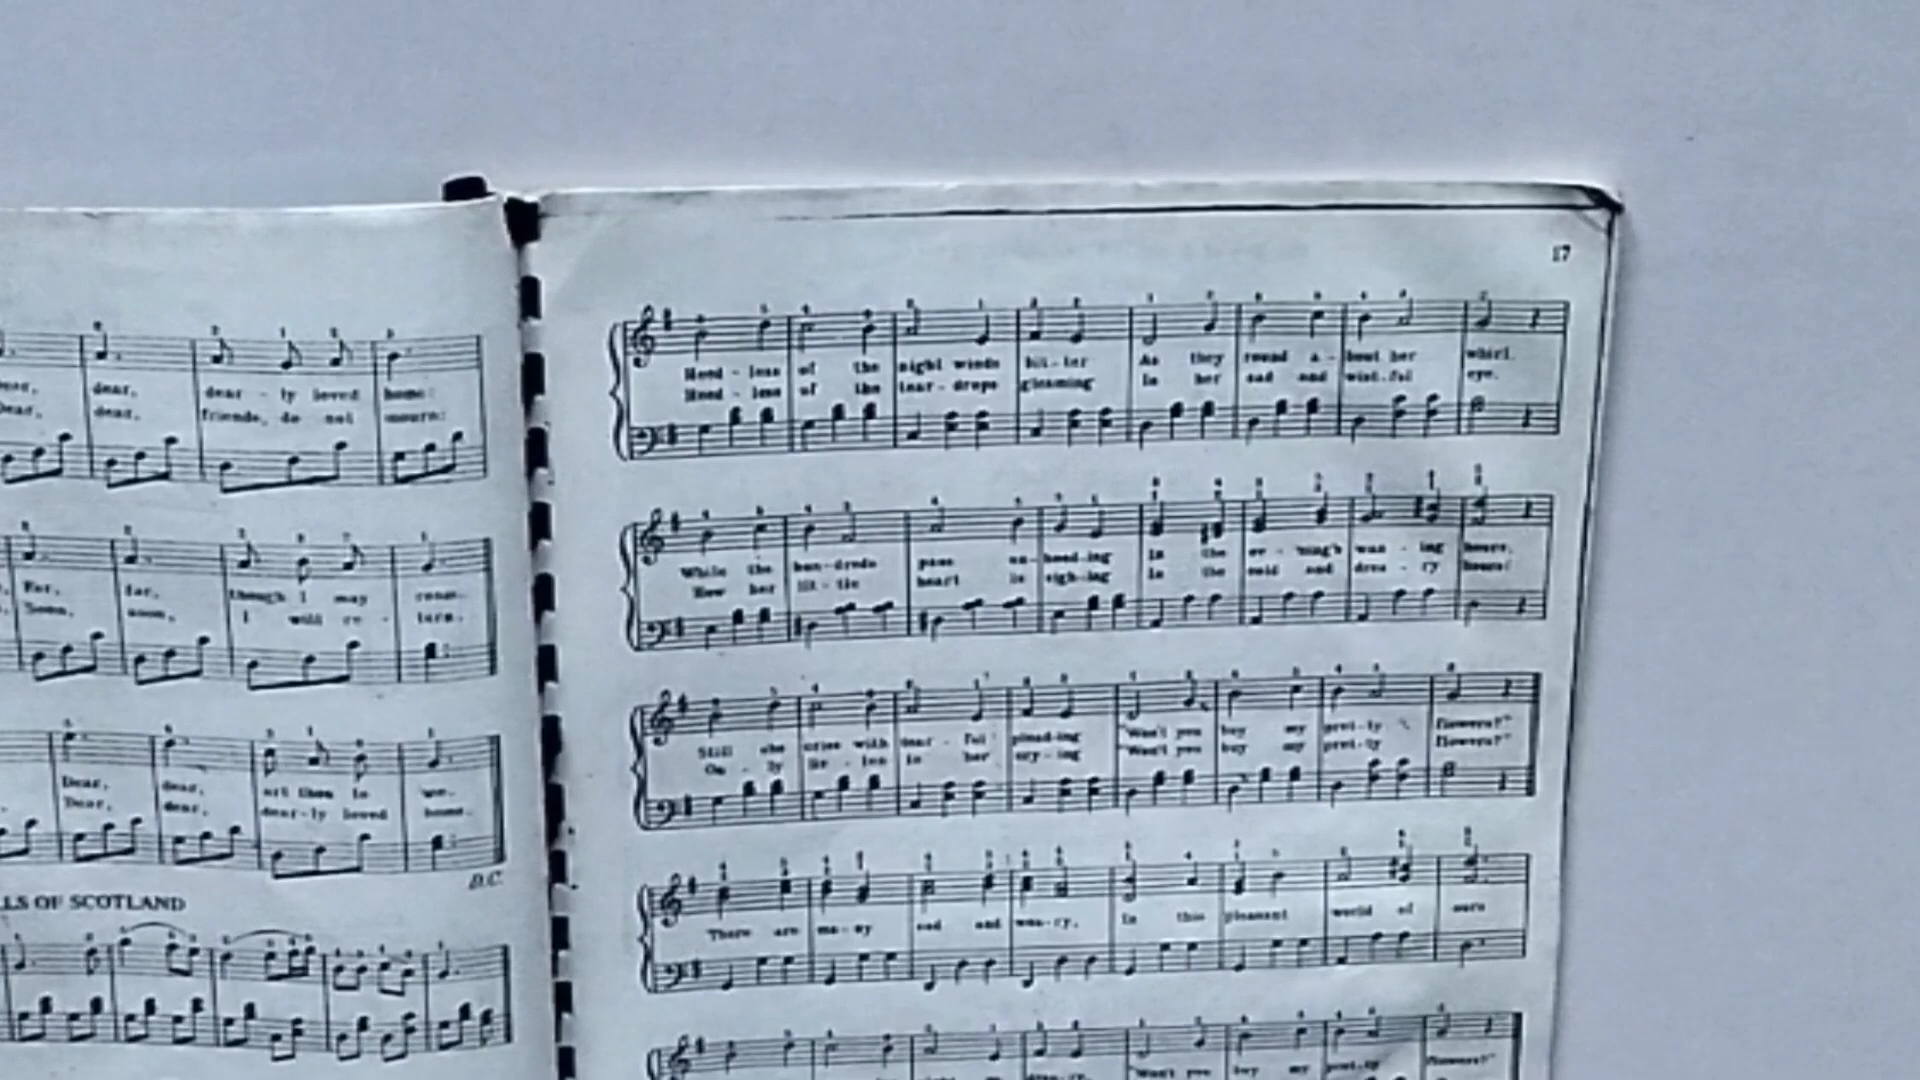 dear, dear, dear - ly loved home:
dear, dear, friends, do not mourn:
Far, far, though I may roam.
Soon, soon, I will re - turn.
Dear, dear, art thou to me.
Dear, dear, dear-ly loved home.
D.C.
LLS OF SCOTLAND
17
Heed - less of the night winds bit-ter As they round a - bout her whirl.
Heed - less of the tear-drops gleaming In her sad and wist-ful eye.
While the hun-dreds pass un-heed-ing In the ev - 'ning's wan - ing hours,
How her lit - tle heart is sigh-ing In the cold and drea - ry hours!
Still she cries with tear - ful plead-ing "Won't you buy my pret-ty flowers?"
On - ly lis - ten to her cry-ing "Won't you buy my pret-ty flowers?"
There are ma-ny sad and wea-ry, In this pleasant world of ours
"Won't you buy my pret-ty flowers?"